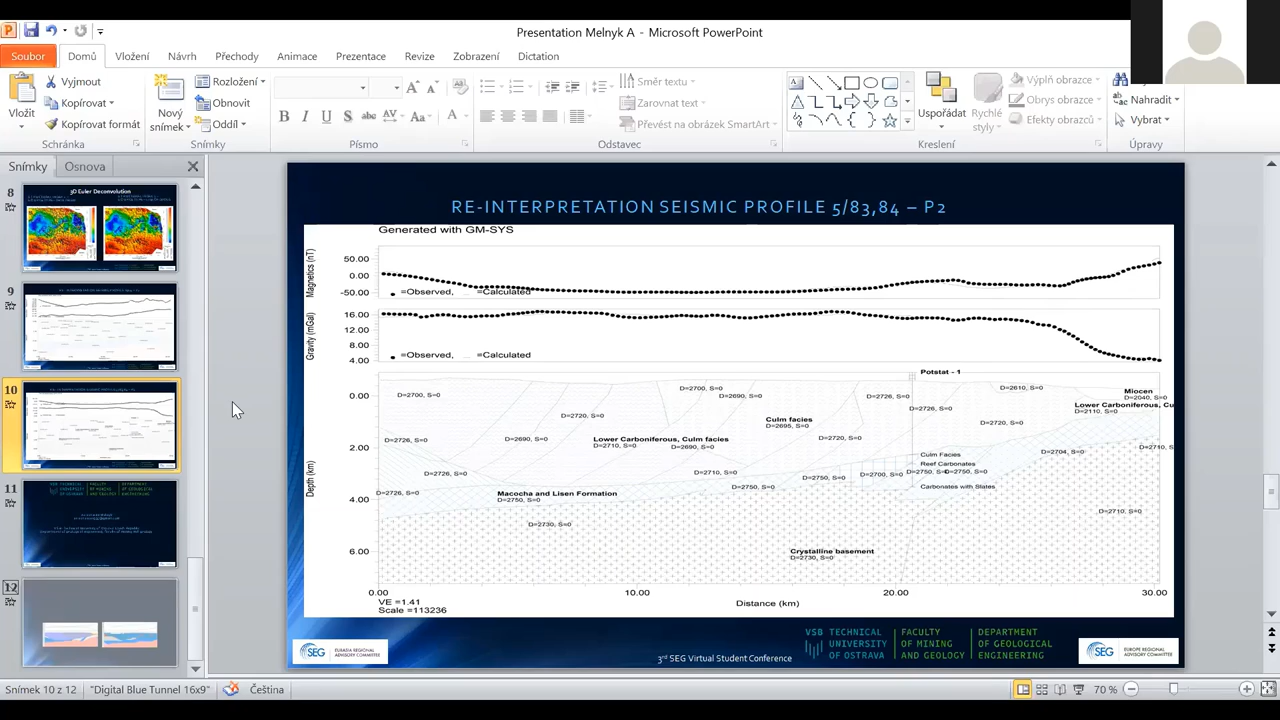 Presentation Melnyk A - Microsoft PowerPoint
Soubor Domů Vložení Návrh Přechody Animace Prezentace Revize Zobrazení Dictation
Vložit
Vyjmout
Kopírovat
Kopírovat formát
Schránka
Nový
snímek
Rozložení
Obnovit
Oddíl
Snímky
Písmo
Směr textu
Zarovnat text
Převést na obrázek SmartArt
Odstavec
Uspořádat
Rychlé
styly
Výplň obrazce
Obrys obrazce
Efekty obrazců
Kreslení
Nahradit
Vybrat
Úpravy
Snímky Osnova
8
3D Euler Deconvolution
9
10
11
12
RE-INTERPRETATION SEISMIC PROFILE 5/83,84 – P2
Generated with GM-SYS
Magnetics (nT)
50.00
0.00
-50.00
=Observed, =Calculated
Gravity (mGal)
16.00
12.00
8.00
4.00
=Observed, =Calculated
Depth (km)
0.00
2.00
4.00
6.00
Potstat - 1
D=2700, S=0
D=2700, S=0
D=2690, S=0
D=2726, S=0
D=2610, S=0
Miocen
D=2040, S=0
Lower Carboniferous, Cu
D=2110, S=0
D=2726, S=0
D=2720, S=0
Culm facies
D=2695, S=0
D=2720, S=0
D=2726, S=0
D=2690, S=0
Lower Carboniferous, Culm facies
D=2710, S=0
D=2690, S=0
D=2720, S=0
D=2704, S=0
D=2710, S
Culm Facies
Reef Carbonates
D=2726, S=0
D=2710, S=0
D=2750, S=0
D=2700, S=0
D=2750, S=0
Carbonates with Slates
D=2726, S=0
Macocha and Lisen Formation
D=2750, S=0
D=2750, S=0
D=2730, S=0
D=2710, S=0
Crystalline basement
D=2730, S=0
0.00 10.00 20.00 30.00
Distance (km)
VE =1.41
Scale =113236
SEG EURASIA REGIONAL
ADVISORY COMMITTEE
3rd SEG Virtual Student Conference
VSB TECHNICAL
UNIVERSITY
OF OSTRAVA
FACULTY
OF MINING
AND GEOLOGY
DEPARTMENT
OF GEOLOGICAL
ENGINEERING
SEG EUROPE REGIONAL
ADVISORY COMMITTEE
Snímek 10 z 12 "Digital Blue Tunnel 16x9" Čeština 70 %